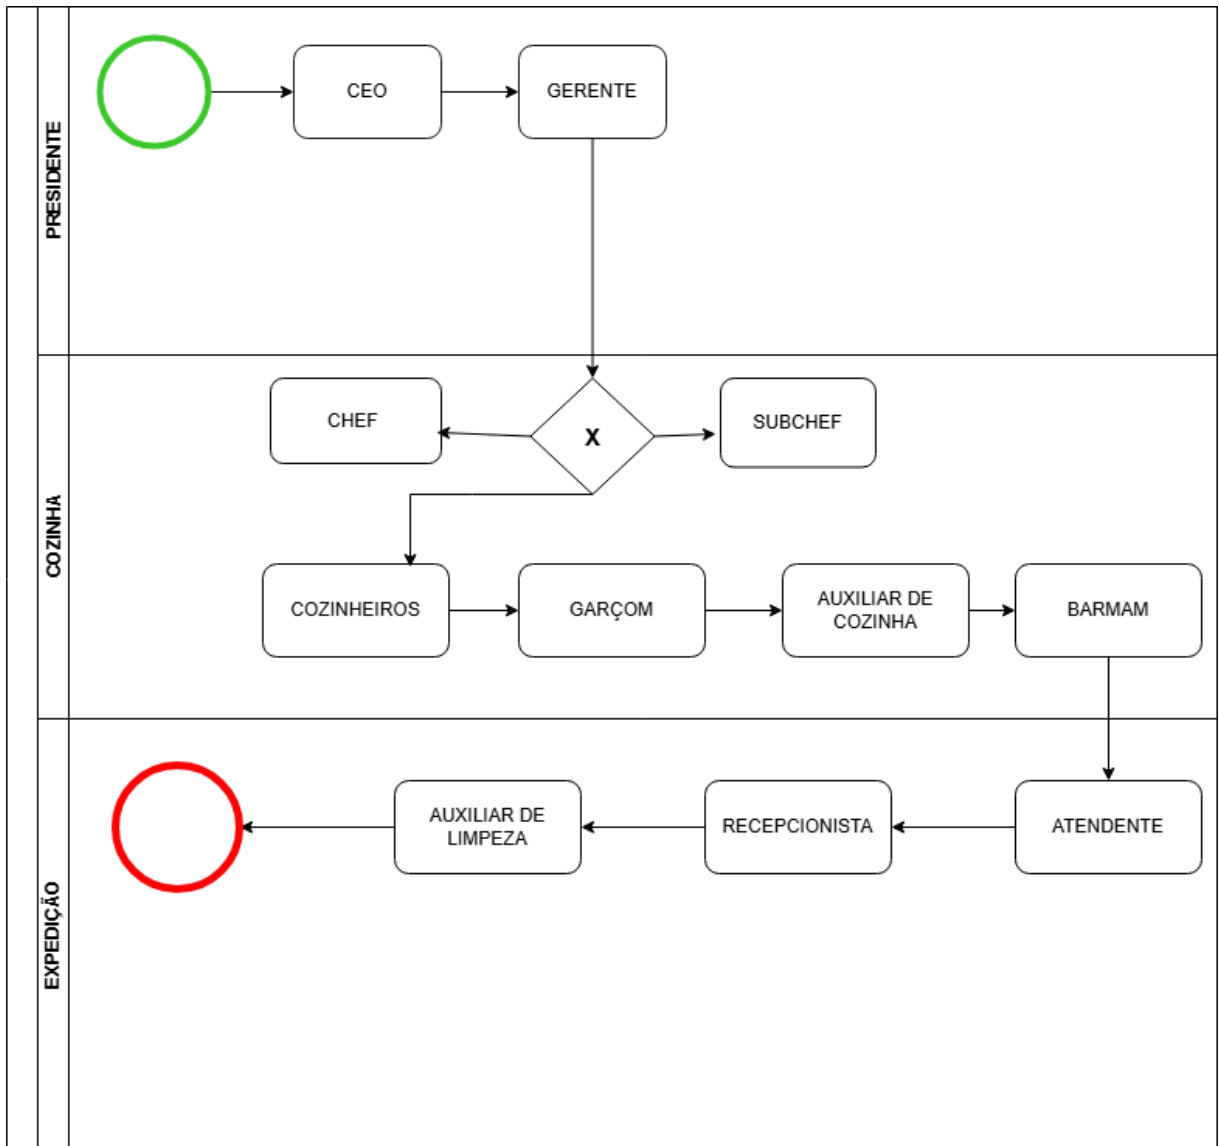 PRESIDENTE
CEO
GERENTE
COZINHA
CHEF
X
SUBCHEF
COZINHEIROS
GARÇOM
AUXILIAR DE
COZINHA
BARMAM
EXPEDIÇÃO
AUXILIAR DE
LIMPEZA
RECEPCIONISTA
ATENDENTE